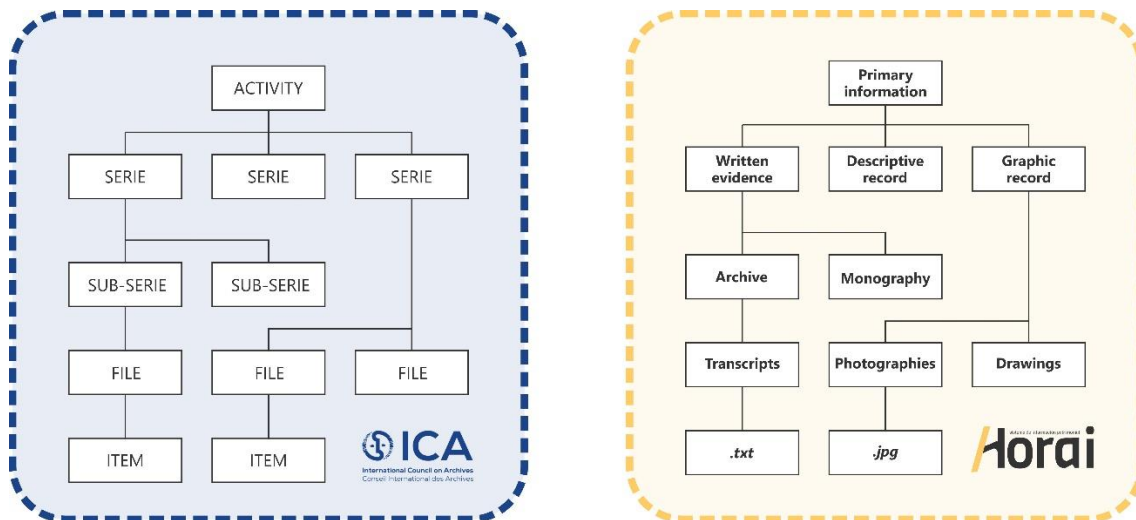 ACTIVITY
SERIE
SERIE
SERIE
SUB-SERIE
SUB-SERIE
FILE
FILE
FILE
ITEM
ITEM
ICA
International Council on Archives
Conseil International des Archives
Primary
information
Written
evidence
Descriptive
record
Graphic
record
Archive
Monography
Transcripts
Photographies
Drawings
.txt
.jpg
Horai